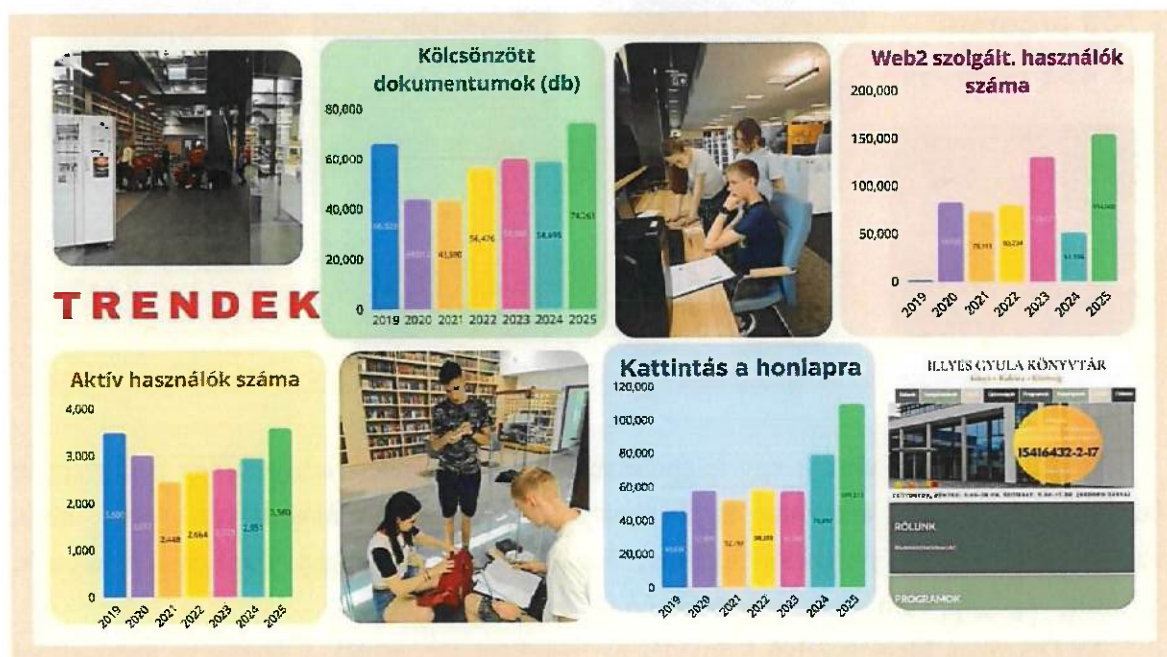 TRENDEK
Kölcsönzött
dokumentumok (db)
80,000
60,000
40,000
20,000
0
43,590
56,426
58,695
74,263
2019 2020 2021 2022 2023 2024 2025
Web2 szolgált. használók
száma
200,000
150,000
100,000
50,000
0
2019 2020 2021 2022 2023 2024 2025
Aktív használók száma
4,000
3,000
2,000
1,000
0
3,500
2,448
2,664
2,951
3,580
2019 2020 2021 2022 2023 2024 2025
Kattintás a honlapra
120,000
100,000
80,000
60,000
40,000
20,000
0
2019 2020 2021 2022 2023 2024 2025
ILLYÉS GYULA KÖNYVTÁR
15416432-2-17
RÓLUNK
PROGRAMOK